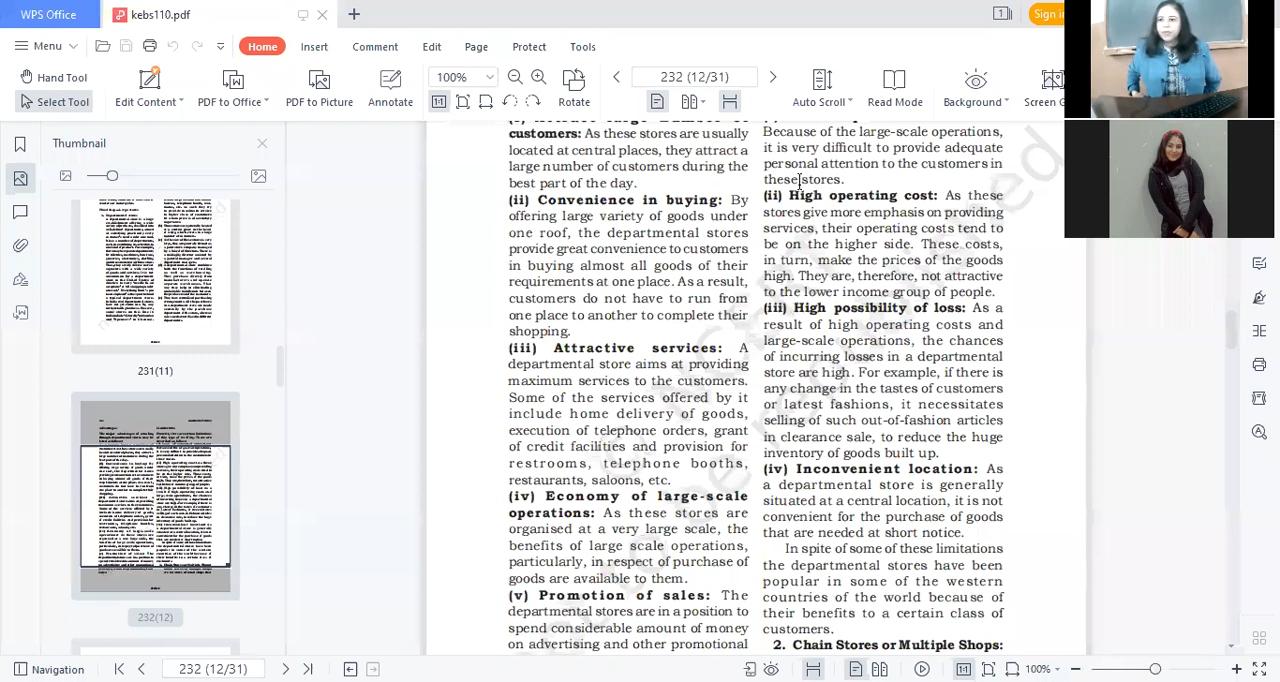 WPS Office
kebs110.pdf
1
Sign in
Menu
Home
Insert
Comment
Edit
Page
Protect
Tools
Hand Tool
Select Tool
Edit Content
PDF to Office
PDF to Picture
Annotate
100%
232 (12/31)
Rotate
Auto Scroll
Read Mode
Background
Screen G
Thumbnail
231(11)
232(12)
customers: As these stores are usually
located at central places, they attract a
large number of customers during the
best part of the day.
(ii) Convenience in buying: By
offering large variety of goods under
one roof, the departmental stores
provide great convenience to customers
in buying almost all goods of their
requirements at one place. As a result,
customers do not have to run from
one place to another to complete their
shopping.
(iii) Attractive services: A
departmental store aims at providing
maximum services to the customers.
Some of the services offered by it
include home delivery of goods,
execution of telephone orders, grant
of credit facilities and provision for
restrooms, telephone booths,
restaurants, saloons, etc.
(iv) Economy of large-scale
operations: As these stores are
organised at a very large scale, the
benefits of large scale operations,
particularly, in respect of purchase of
goods are available to them.
(v) Promotion of sales: The
departmental stores are in a position to
spend considerable amount of money
on advertising and other promotional
Because of the large-scale operations,
it is very difficult to provide adequate
personal attention to the customers in
these stores.
(ii) High operating cost: As these
stores give more emphasis on providing
services, their operating costs tend to
be on the higher side. These costs,
in turn, make the prices of the goods
high. They are, therefore, not attractive
to the lower income group of people.
(iii) High possibility of loss: As a
result of high operating costs and
large-scale operations, the chances
of incurring losses in a departmental
store are high. For example, if there is
any change in the tastes of customers
or latest fashions, it necessitates
selling of such out-of-fashion articles
in clearance sale, to reduce the huge
inventory of goods built up.
(iv) Inconvenient location: As
a departmental store is generally
situated at a central location, it is not
convenient for the purchase of goods
that are needed at short notice.
In spite of some of these limitations
the departmental stores have been
popular in some of the western
countries of the world because of
their benefits to a certain class of
customers.
2. Chain Stores or Multiple Shops:
Navigation
232 (12/31)
100%